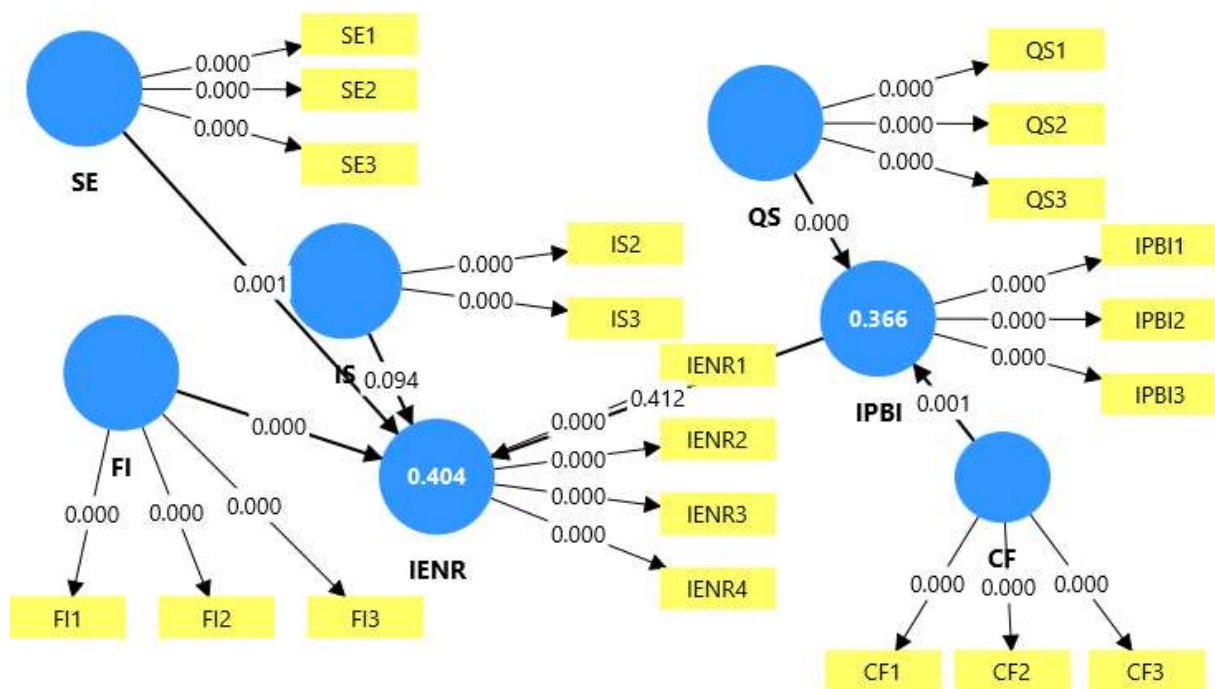 SE1
0.000
SE2
0.000
SE3
0.000
SE
QS1
0.000
QS2
0.000
QS3
0.000
QS
0.000
IS2
0.000
IS3
0.000
IS
0.001
0.094
IPBI1
0.000
IPBI2
0.000
IPBI3
0.000
0.366
IPBI
IENR1
0.412
0.000
IENR2
0.000
IENR3
0.000
IENR4
0.000
0.404
IENR
0.000
FI
0.000
0.000
0.000
FI1
FI2
FI3
0.001
CF
0.000
0.000
0.000
CF1
CF2
CF3